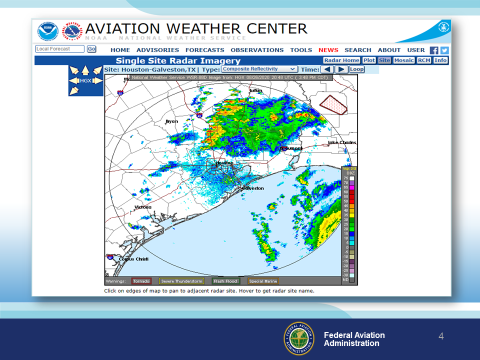 AVIATION WEATHER CENTER
NOAA NATIONAL WEATHER SERVICE
Local Forecast Go HOME ADVISORIES FORECASTS OBSERVATIONS TOOLS NEWS SEARCH ABOUT USER
Single Site Radar Imagery Radar Home Plot Site Mosaic RCM Info
Site: Houston-Galveston,TX | Type: Composite Reflectivity Time: Loop
HGX
Lufkin
Bryan
Lake Charles
Beaumont
Houston
Galveston
Victoria
Corpus Christi
Warnings: Tornado Severe Thunderstorm Flash Flood Special Marine
Click on edges of map to pan to adjacent radar site. Hover to get radar site name.
Federal Aviation
Administration
4